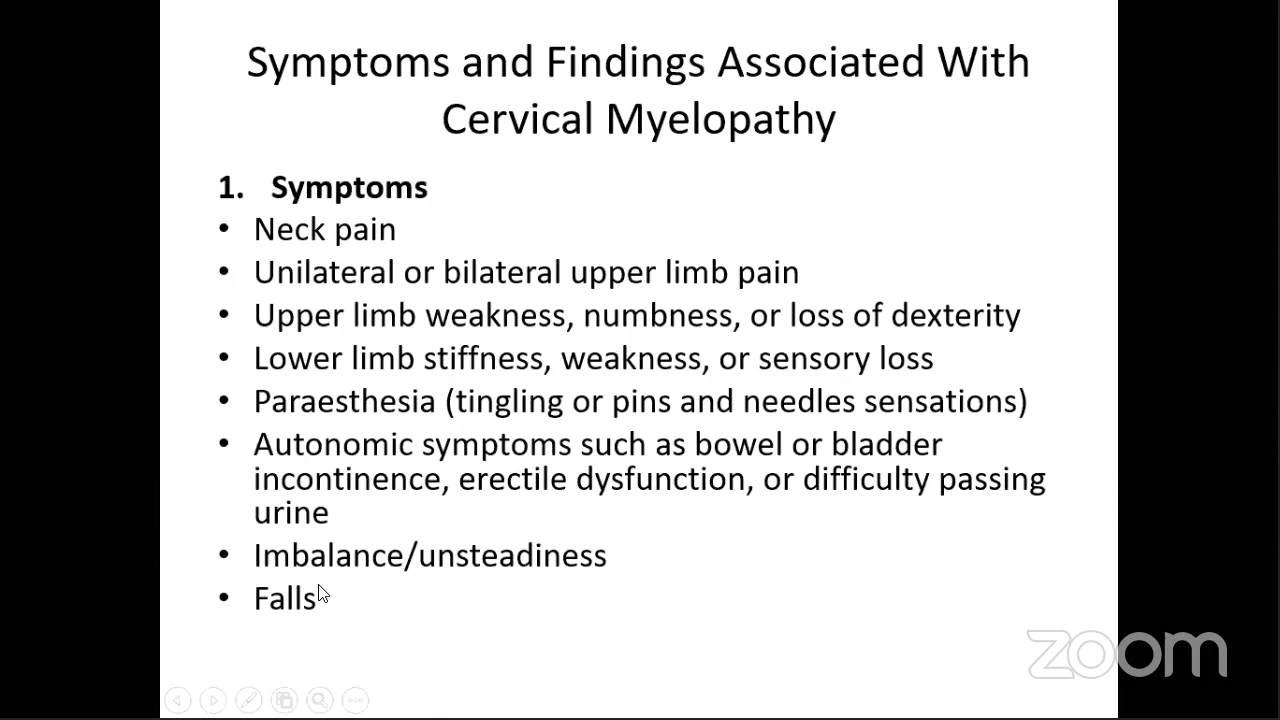 Symptoms and Findings Associated With
Cervical Myelopathy
1. Symptoms
• Neck pain
• Unilateral or bilateral upper limb pain
• Upper limb weakness, numbness, or loss of dexterity
• Lower limb stiffness, weakness, or sensory loss
• Paraesthesia (tingling or pins and needles sensations)
• Autonomic symptoms such as bowel or bladder
incontinence, erectile dysfunction, or difficulty passing
urine
• Imbalance/unsteadiness
• Falls
zoom